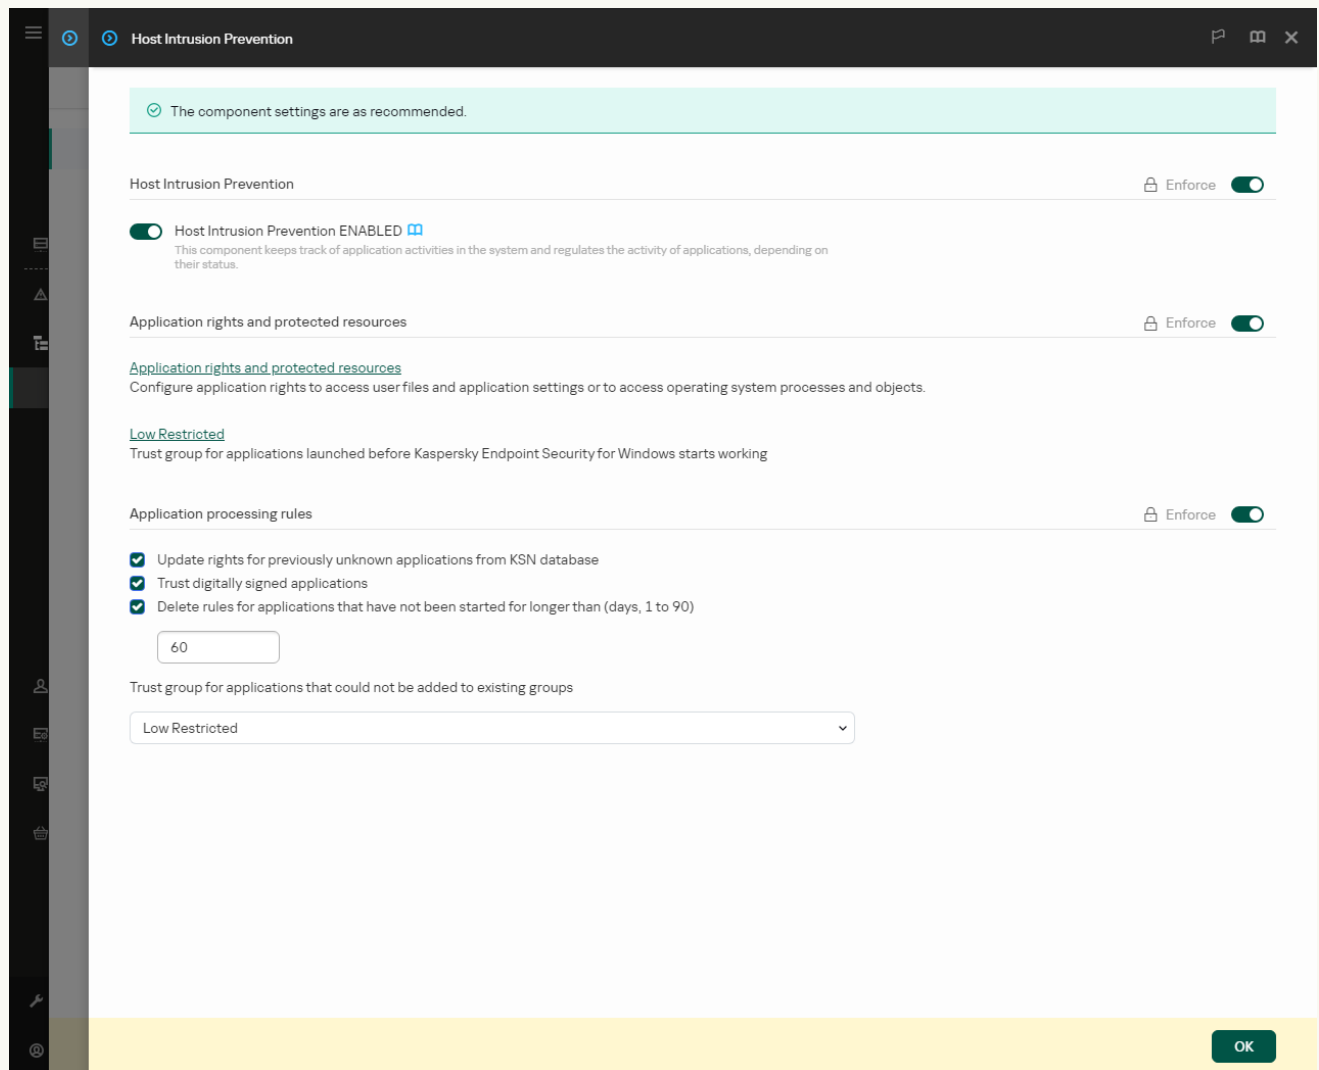 Host Intrusion Prevention
The component settings are as recommended.
Host Intrusion Prevention
Enforce
Host Intrusion Prevention ENABLED
This component keeps track of application activities in the system and regulates the activity of applications, depending on
their status.
Application rights and protected resources
Enforce
Application rights and protected resources
Configure application rights to access user files and application settings or to access operating system processes and objects.
Low Restricted
Trust group for applications launched before Kaspersky Endpoint Security for Windows starts working
Application processing rules
Enforce
Update rights for previously unknown applications from KSN database
Trust digitally signed applications
Delete rules for applications that have not been started for longer than (days, 1 to 90)
60
Trust group for applications that could not be added to existing groups
Low Restricted
OK